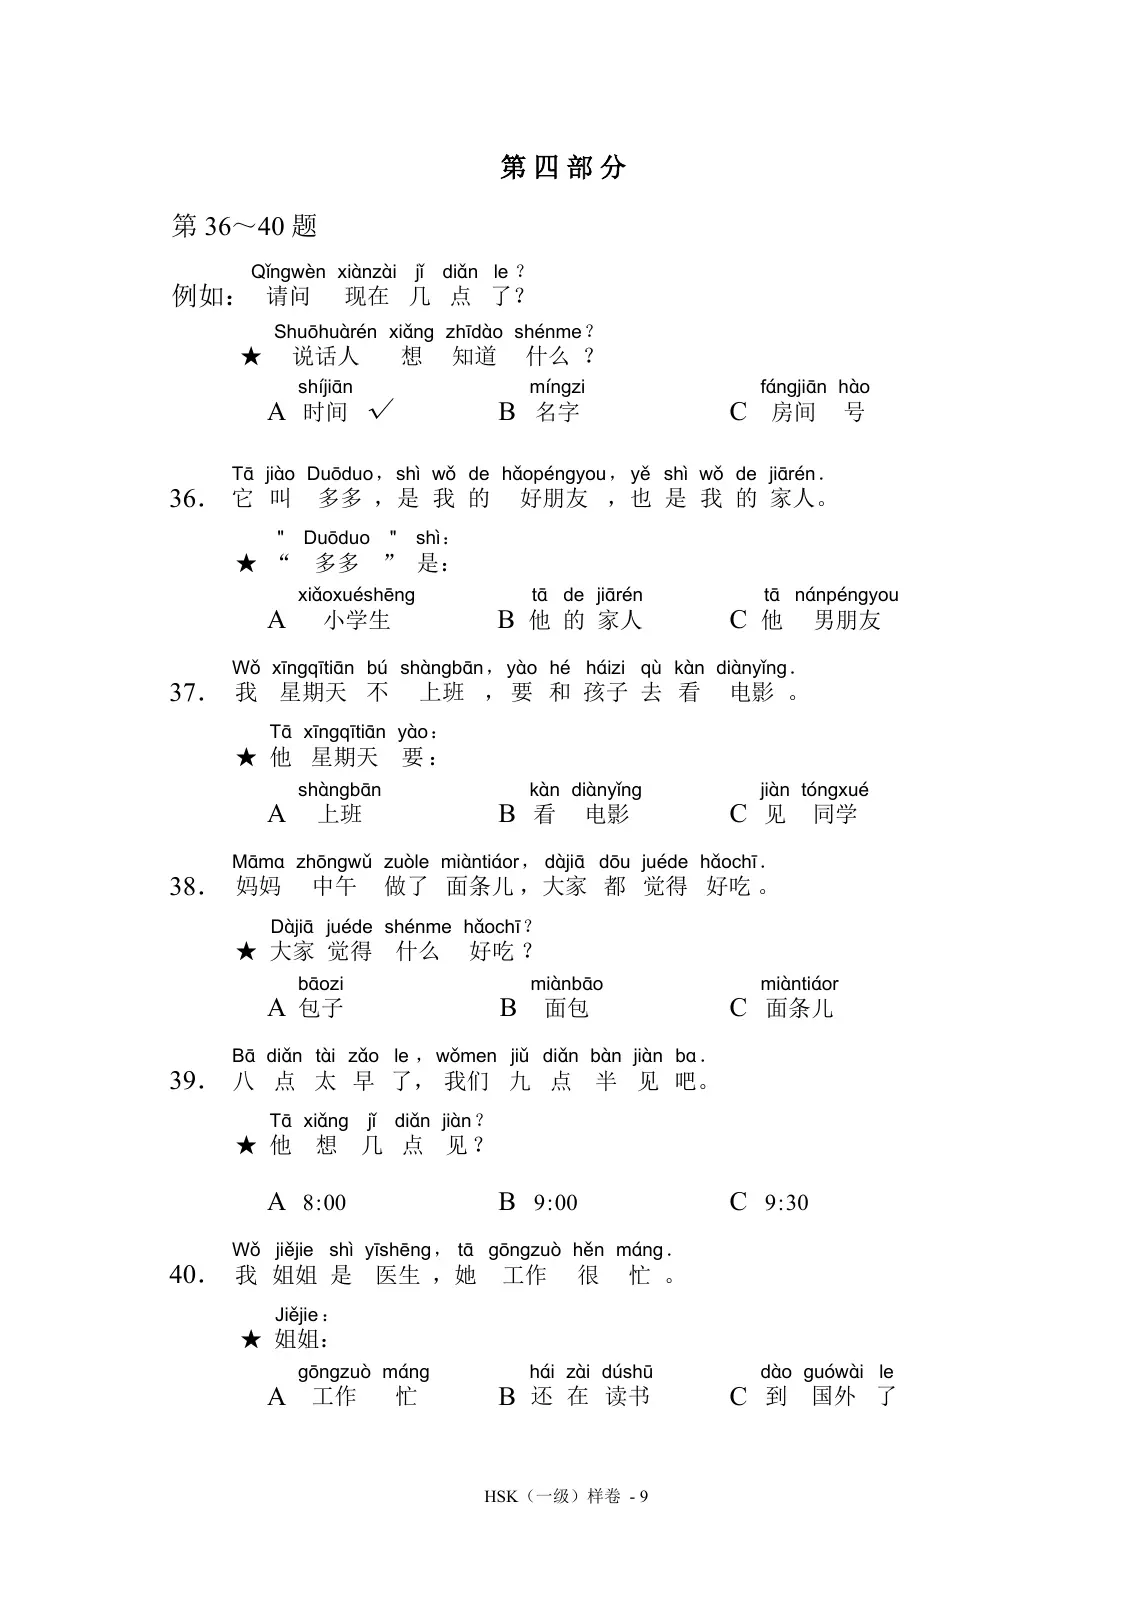 第四部分
第 36～40 题
Qǐngwèn xiànzài jǐ diǎn le？
例如： 请问 现在 几 点 了？
Shuōhuàrén xiǎng zhīdào shénme？
★ 说话人 想 知道 什么？
shíjiān míngzi fángjiān hào
A 时间 ✓ B 名字 C 房间 号
Tā jiào Duōduo，shì wǒ de hǎopéngyou，yě shì wǒ de jiārén．
36． 它 叫 多多，是 我 的 好朋友，也 是 我 的 家人。
" Duōduo " shì：
★ “ 多多 ” 是：
xiǎoxuéshēng tā de jiārén tā nánpéngyou
A 小学生 B 他 的 家人 C 他 男朋友
Wǒ xīngqītiān bú shàngbān，yào hé háizi qù kàn diànyǐng．
37． 我 星期天 不 上班，要 和 孩子 去 看 电影。
Tā xīngqītiān yào：
★ 他 星期天 要：
shàngbān kàn diànyǐng jiàn tóngxué
A 上班 B 看 电影 C 见 同学
Māma zhōngwǔ zuòle miàntiáor，dàjiā dōu juéde hǎochī．
38． 妈妈 中午 做了 面条儿，大家 都 觉得 好吃。
Dàjiā juéde shénme hǎochī？
★ 大家 觉得 什么 好吃？
bāozi miànbāo miàntiáor
A 包子 B 面包 C 面条儿
Bā diǎn tài zǎo le，wǒmen jiǔ diǎn bàn jiàn ba．
39． 八 点 太 早 了，我们 九 点 半 见 吧。
Tā xiǎng jǐ diǎn jiàn？
★ 他 想 几 点 见？
A 8:00 B 9:00 C 9:30
Wǒ jiějie shì yīshēng，tā gōngzuò hěn máng．
40． 我 姐姐 是 医生，她 工作 很 忙。
Jiějie：
★ 姐姐：
gōngzuò máng hái zài dúshū dào guówài le
A 工作 忙 B 还 在 读书 C 到 国外 了
HSK（一级）样卷 - 9